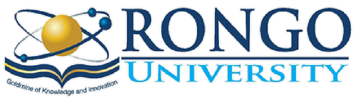 RONGO
UNIVERSITY
Goldmine of Knowledge and Innovation